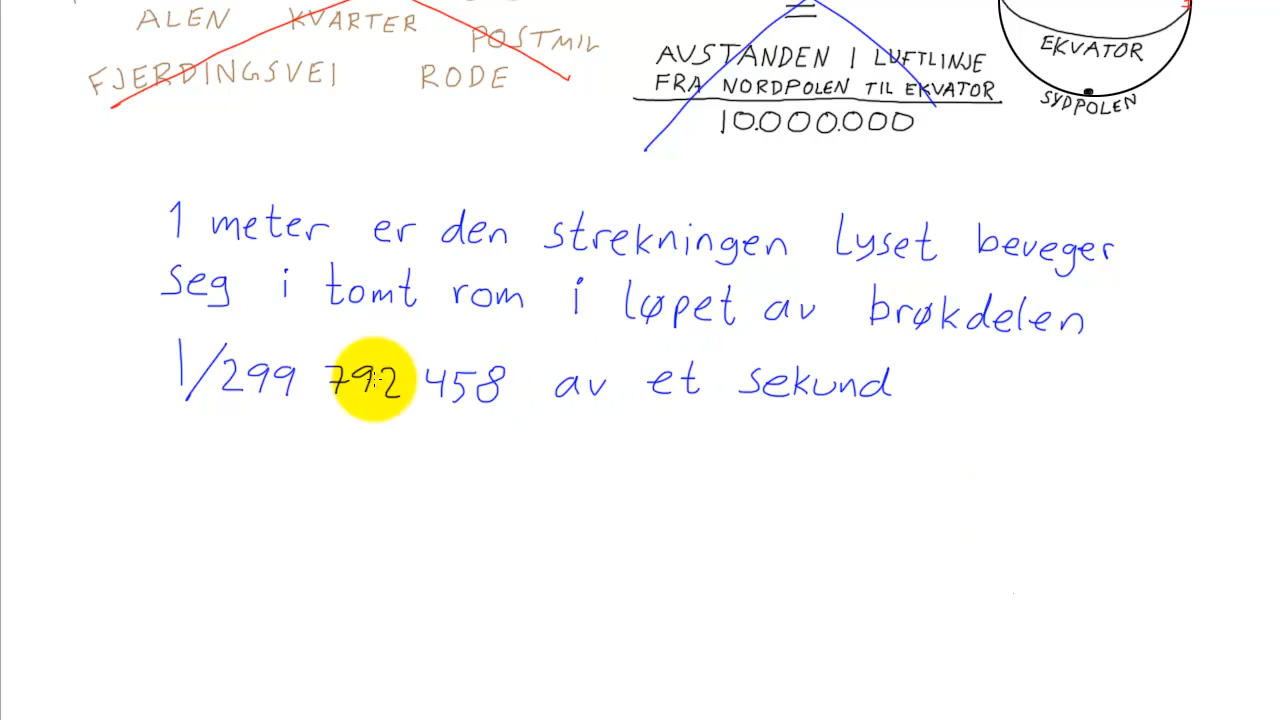 ALEN KVARTER POSTMIL
FJERDINGSVEI RODE
=
AVSTANDEN I LUFTLINJE
FRA NORDPOLEN TIL EKVATOR
10.000.000
EKVATOR
SYDPOLEN
1 meter er den strekningen lyset beveger
seg i tomt rom i løpet av brøkdelen
1/299 792 458 av et sekund